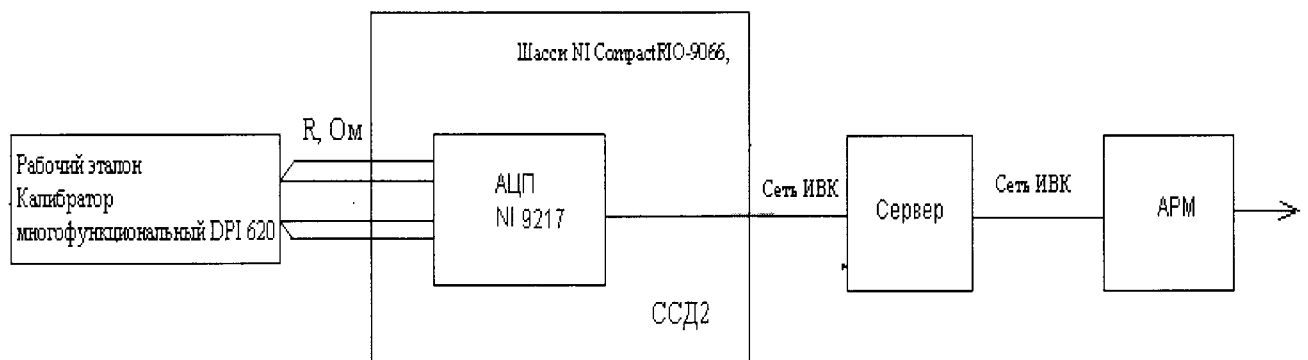 Шасси NI CompactRIO-9066,
R, Ом
Рабочий эталон
Калибратор
многофункциональный DPI 620
АЦП
NI 9217
Сеть ИВК
Сервер
Сеть ИВК
АРМ
ССД2